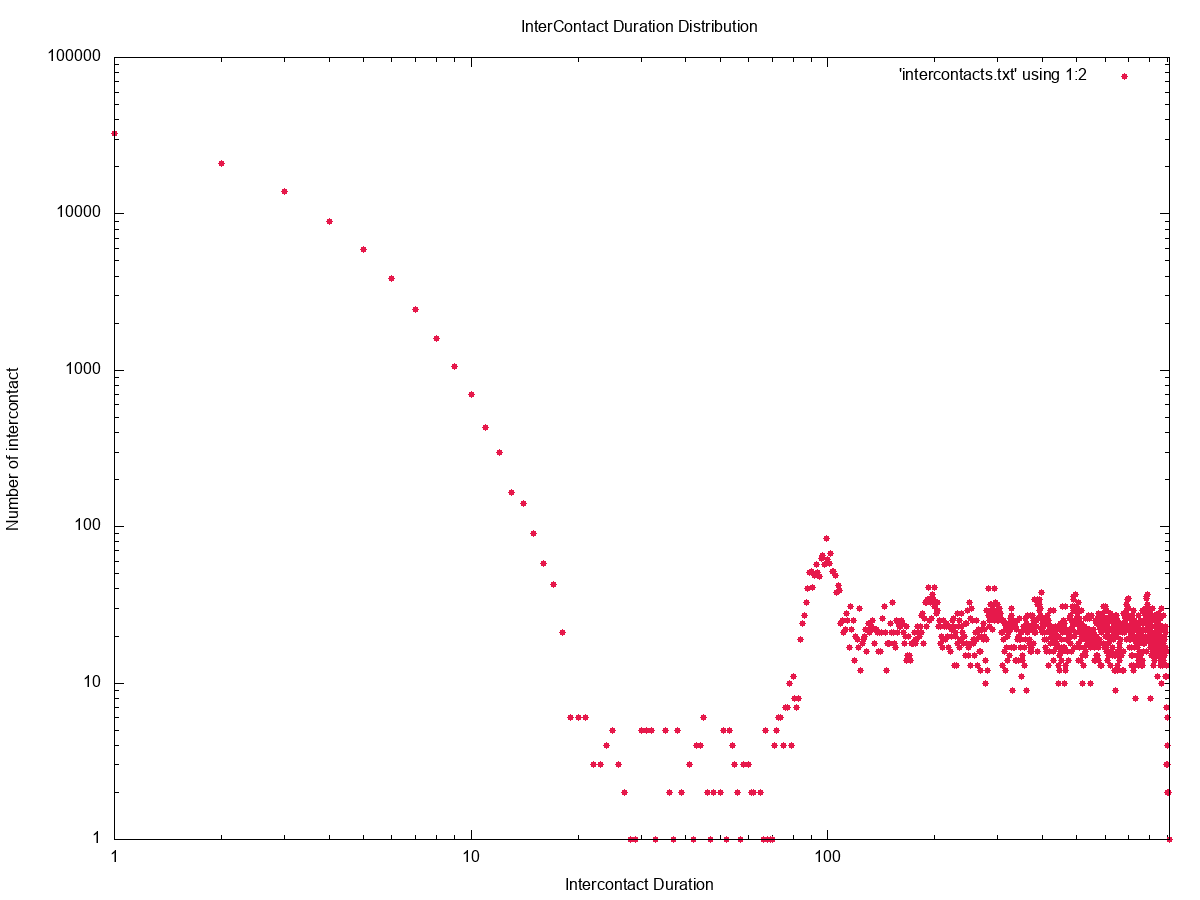 InterContact Duration Distribution
100000
'intercontacts.txt' using 1:2
10000
1000
Number of intercontact
100
10
1
1 10 100
Intercontact Duration